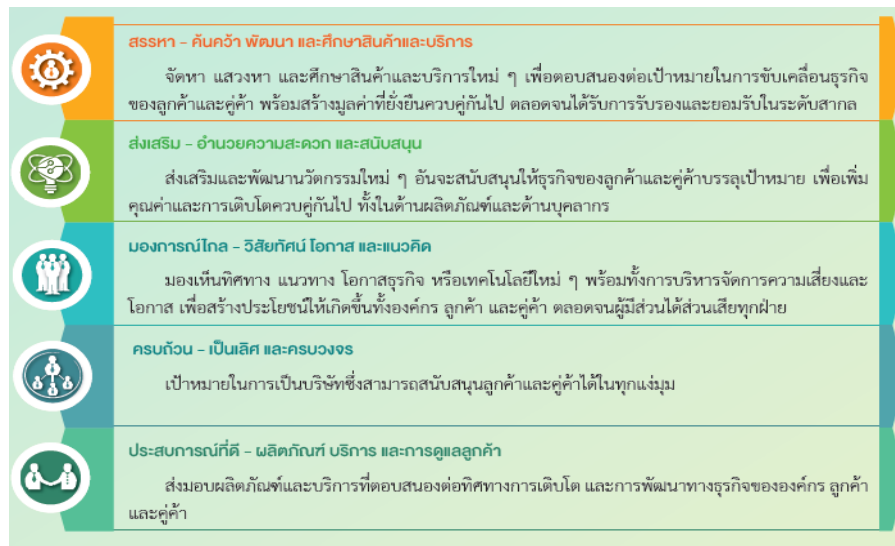 สรรหา - ค้นคว้า พัฒนา และศึกษาสินค้าและบริการ
จัดหา แสวงหา และศึกษาสินค้าและบริการใหม่ ๆ เพื่อตอบสนองต่อเป้าหมายในการขับเคลื่อนธุรกิจ
ของลูกค้าและคู่ค้า พร้อมสร้างมูลค่าที่ยั่งยืนควบคู่กันไป ตลอดจนได้รับการรับรองและยอมรับในระดับสากล
ส่งเสริม - อำนวยความสะดวก และสนับสนุน
ส่งเสริมและพัฒนานวัตกรรมใหม่ ๆ อันจะสนับสนุนให้ธุรกิจของลูกค้าและคู่ค้าบรรลุเป้าหมาย เพื่อเพิ่ม
คุณค่าและการเติบโตควบคู่กันไป ทั้งในด้านผลิตภัณฑ์และด้านบุคลากร
มองการณ์ไกล - วิสัยทัศน์ โอกาส และแนวคิด
มองเห็นทิศทาง แนวทาง โอกาสธุรกิจ หรือเทคโนโลยีใหม่ ๆ พร้อมทั้งการบริหารจัดการความเสี่ยงและ
โอกาส เพื่อสร้างประโยชน์ให้เกิดขึ้นทั้งองค์กร ลูกค้า และคู่ค้า ตลอดจนผู้มีส่วนได้ส่วนเสียทุกฝ่าย
ครบถ้วน - เป็นเลิศ และครบวงจร
เป้าหมายในการเป็นบริษัทซึ่งสามารถสนับสนุนลูกค้าและคู่ค้าได้ในทุกแง่มุม
ประสบการณ์ที่ดี - ผลิตภัณฑ์ บริการ และการดูแลลูกค้า
ส่งมอบผลิตภัณฑ์และบริการที่ตอบสนองต่อทิศทางการเติบโต และการพัฒนาทางธุรกิจขององค์กร ลูกค้า
และคู่ค้า